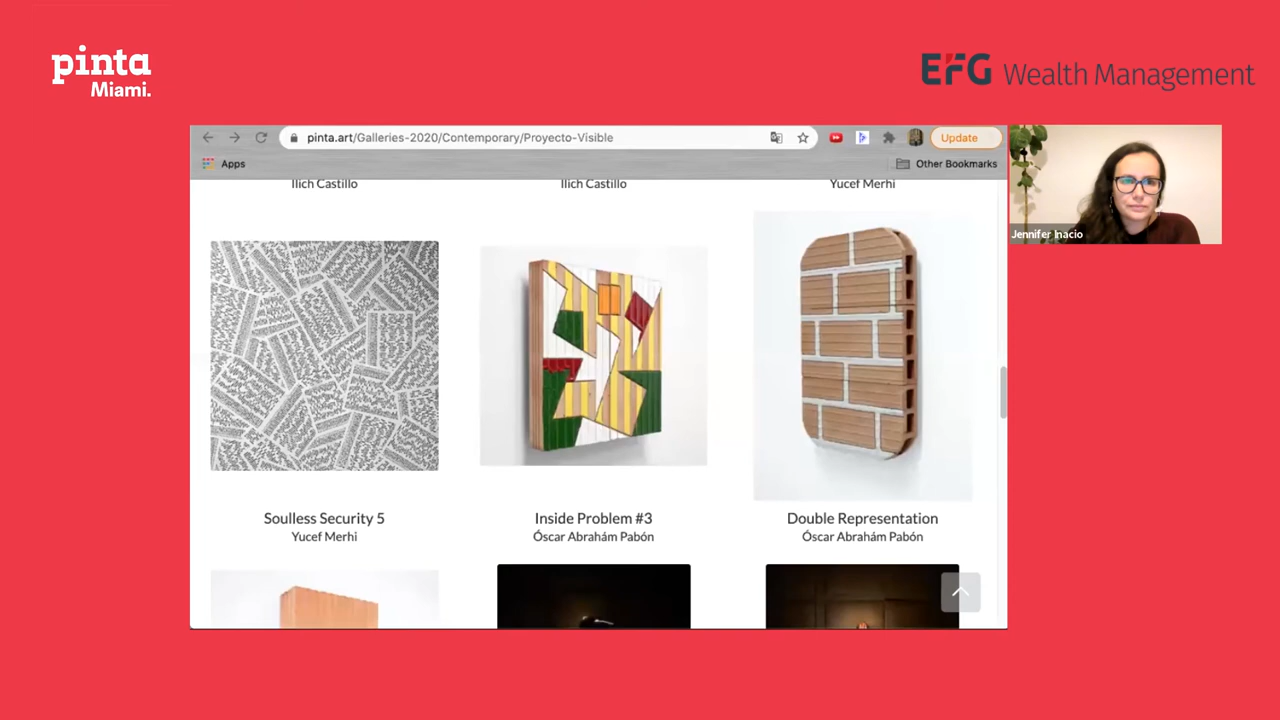 pinta
Miami.
EFG Wealth Management
pinta.art/Galleries-2020/Contemporary/Proyecto-Visible
Update
Apps
Other Bookmarks
Ilich Castillo
Ilich Castillo
Yucef Merhi
Jennifer Inacio
Soulless Security 5
Yucef Merhi
Inside Problem #3
Óscar Abrahám Pabón
Double Representation
Óscar Abrahám Pabón